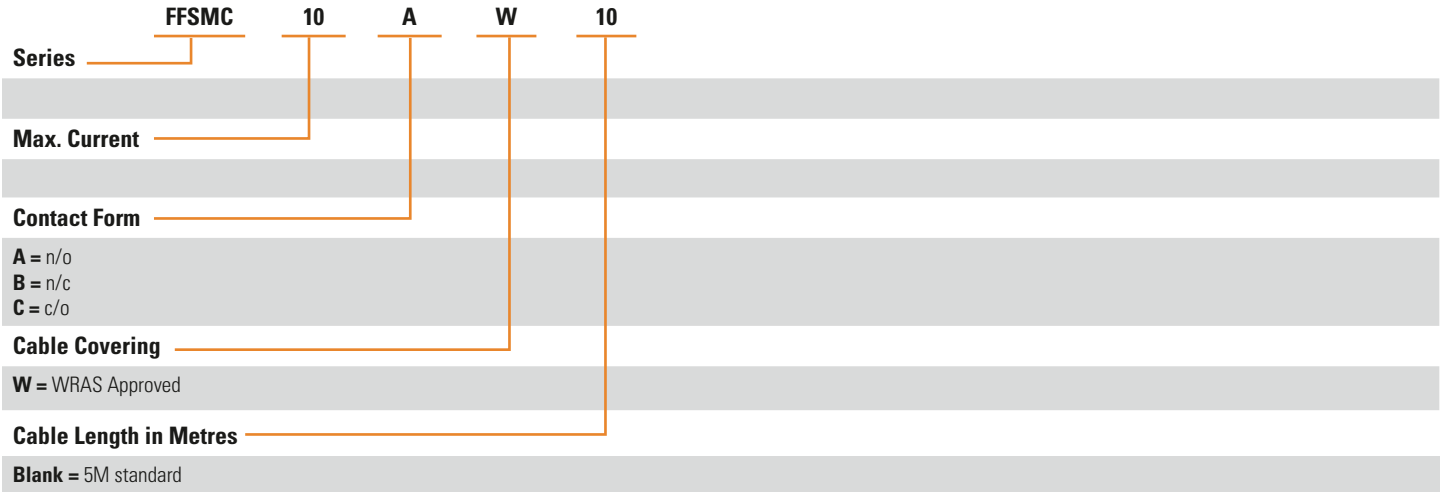 FFSMC 10 A W 10
Series
Max. Current
Contact Form
A = n/o
B = n/c
C = c/o
Cable Covering
W = WRAS Approved
Cable Length in Metres
Blank = 5M standard